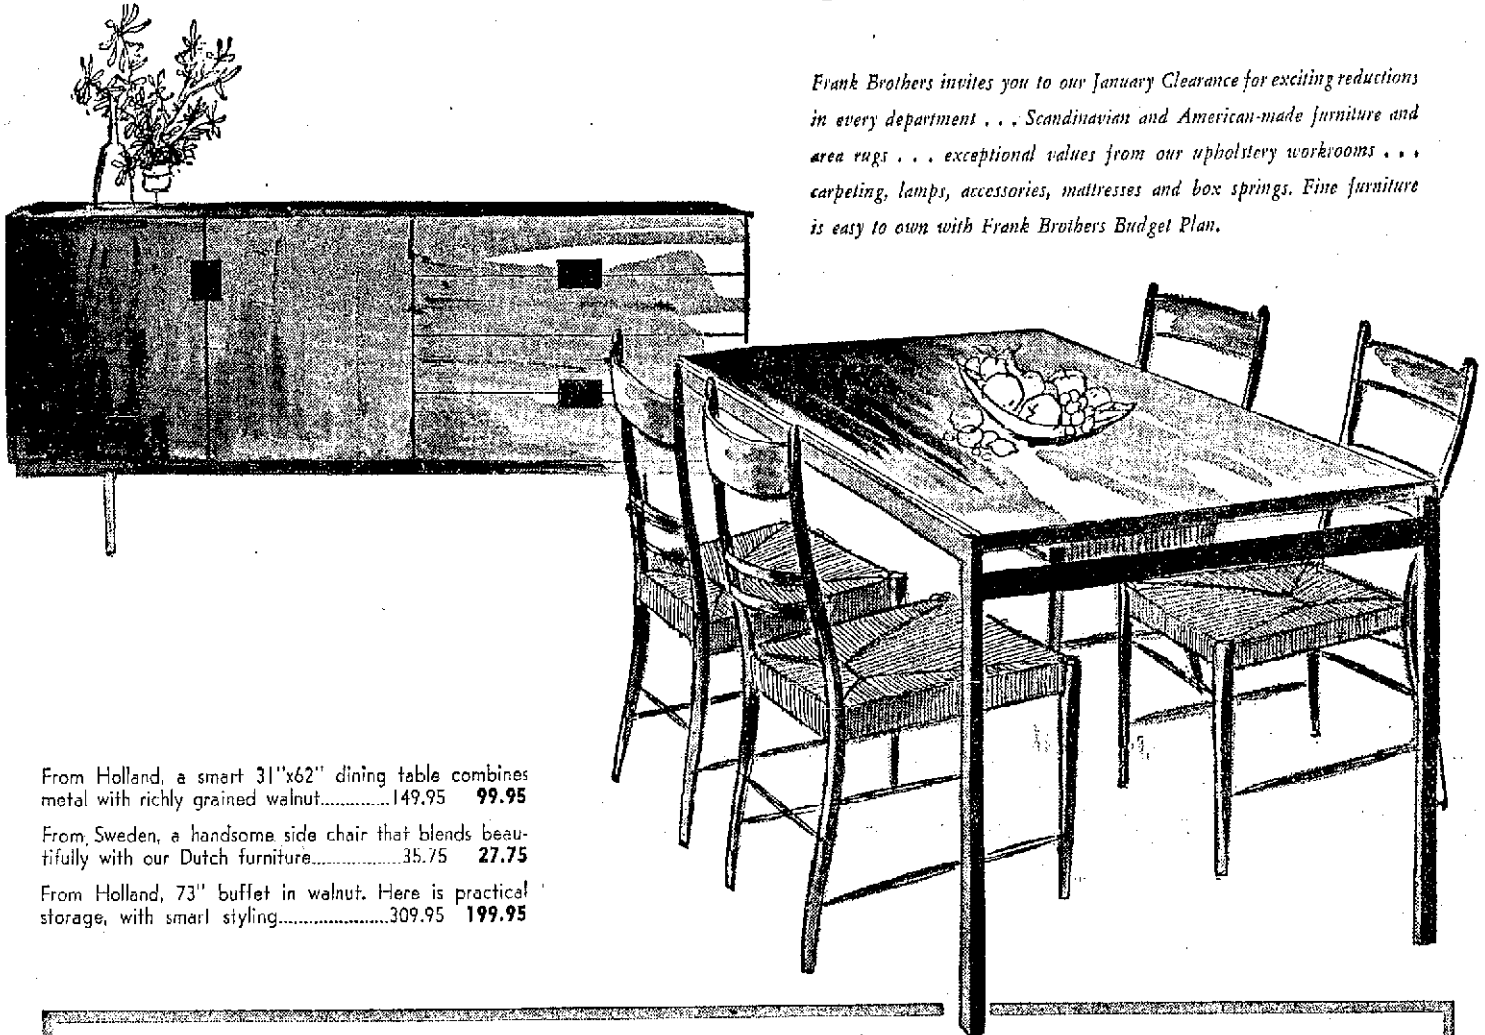 Frank Brothers invites you to our January Clearance for exciting reductions
in every department . . . Scandinavian and American-made furniture and
area rugs . . . exceptional values from our upholstery workrooms . . .
carpeting, lamps, accessories, mattresses and box springs. Fine furniture
is easy to own with Frank Brothers Budget Plan.
From Holland, a smart 31"x62" dining table combines
metal with richly grained walnut..............149.95 99.95
From Sweden, a handsome side chair that blends beau-
tifully with our Dutch furniture..................35.75 27.75
From Holland, 73" buffet in walnut. Here is practical
storage, with smart styling......................309.95 199.95